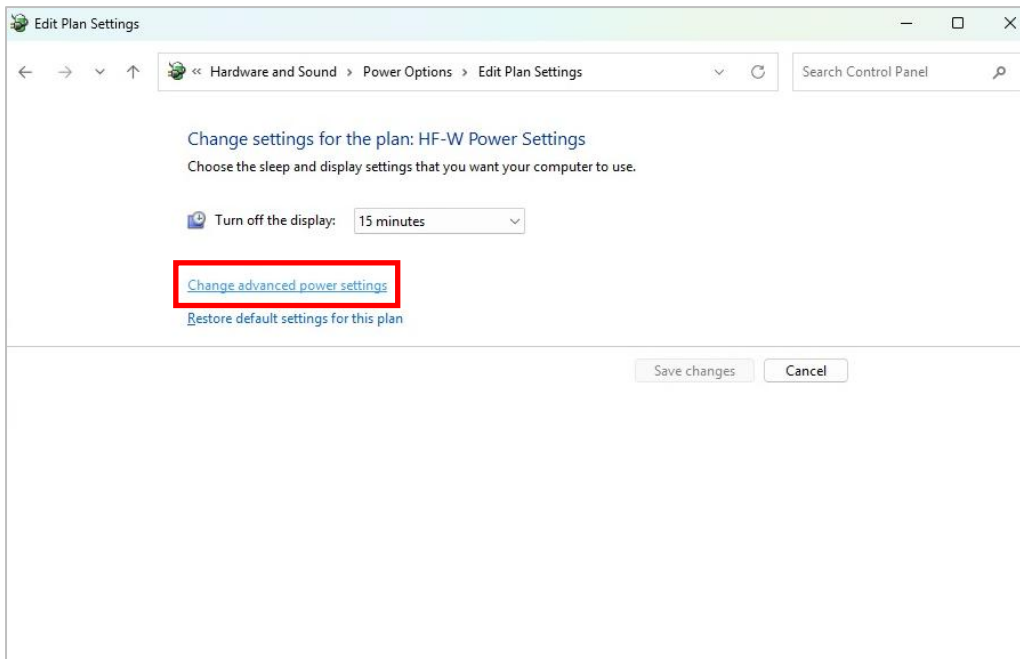 Edit Plan Settings
« Hardware and Sound > Power Options > Edit Plan Settings
Search Control Panel
Change settings for the plan: HF-W Power Settings
Choose the sleep and display settings that you want your computer to use.
Turn off the display: 15 minutes
Change advanced power settings
Restore default settings for this plan
Save changes Cancel